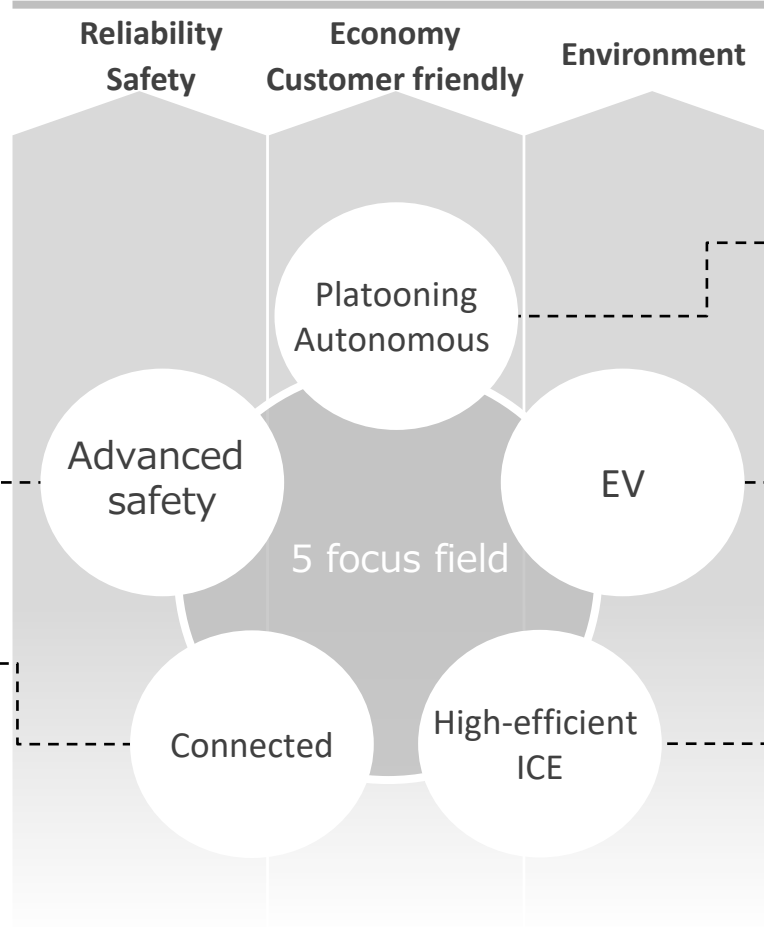 Reliability
Safety
Economy
Customer friendly
Environment
Platooning
Autonomous
Advanced
safety
EV
5 focus field
Connected
High-efficient
ICE